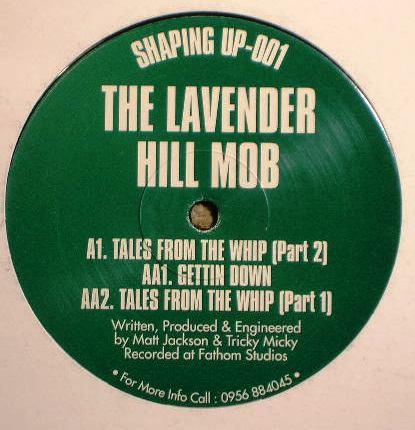 SHAPING UP-001
THE LAVENDER
HILL MOB
A1. TALES FROM THE WHIP (Part 2)
AA1. GETTIN DOWN
AA2. TALES FROM THE WHIP (Part 1)
Written, Produced & Engineered
by Matt Jackson & Tricky Micky
Recorded at Fathom Studios
• For More Info Call : 0956 884045 •